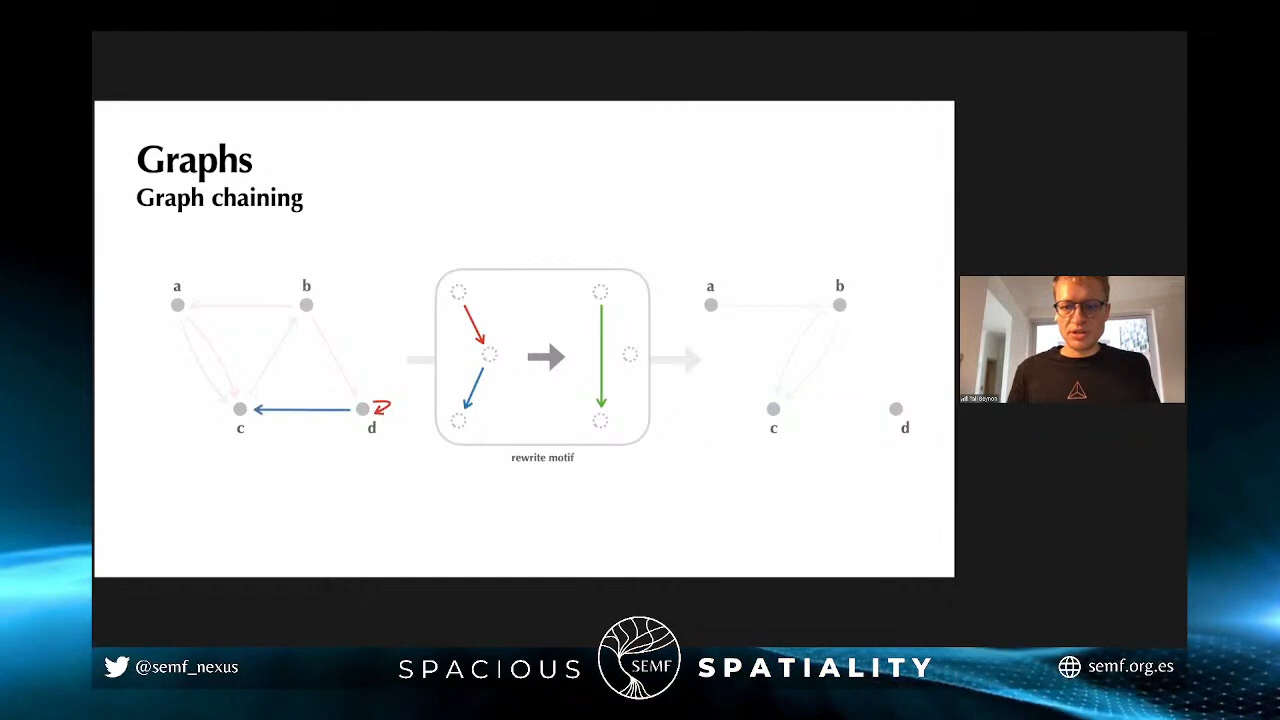 Graphs
Graph chaining
a
b
c
d
rewrite motif
a
b
c
d
@semf_nexus
SPACIOUS
SEMF
SPATIALITY
semf.org.es